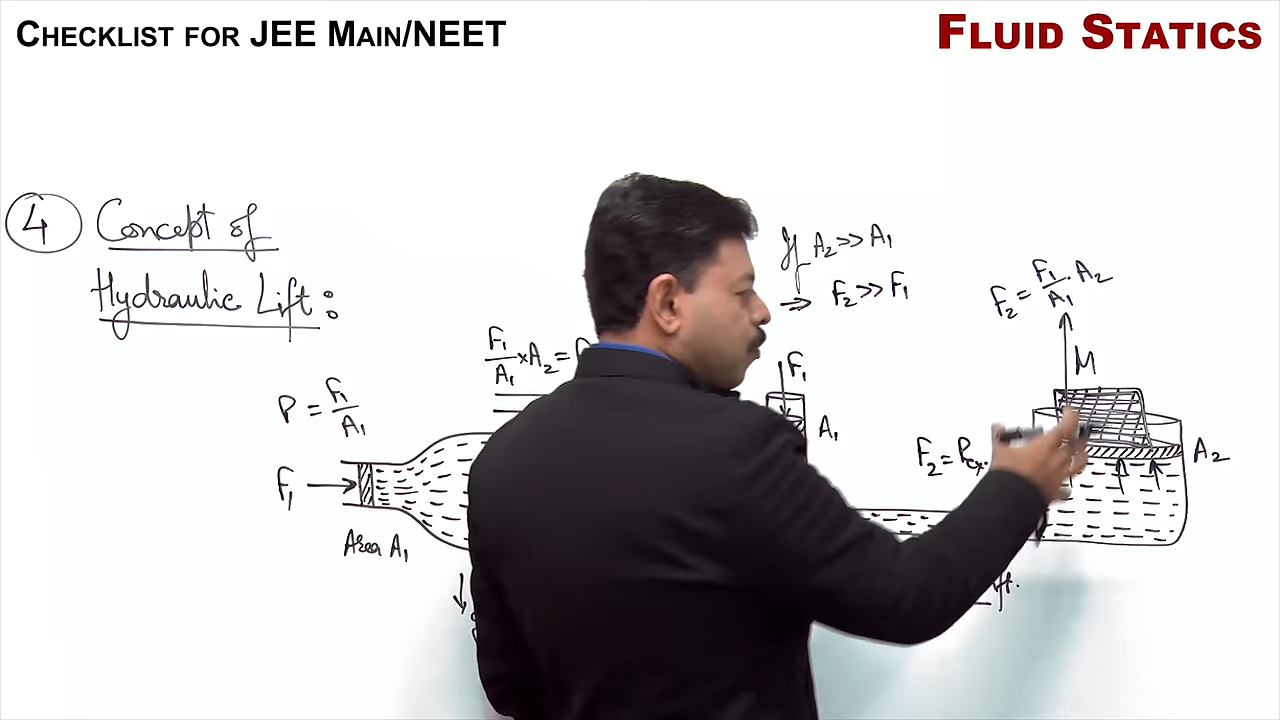 CHECKLIST FOR JEE MAIN/NEET
FLUID STATICS
4 Concept of
Hydraulic Lift:
If A₂ >> A₁
→ F₂ >> F₁
F₂ = F₁/A₁ · A₂
F₁/A₁ × A₂ =
P = F₁/A₁
F₁
A₁
M
F₁
F₂ = Pex.
A₂
Area A₁